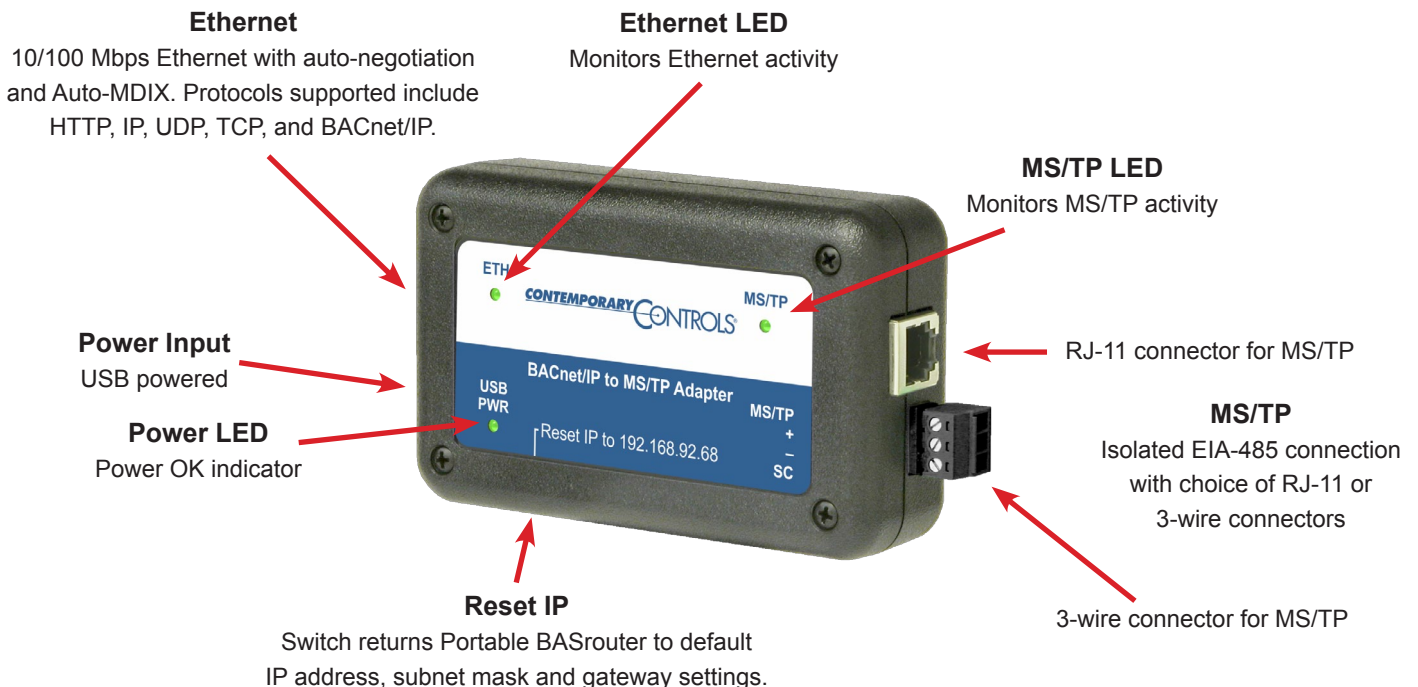 Ethernet
10/100 Mbps Ethernet with auto-negotiation
and Auto-MDIX. Protocols supported include
HTTP, IP, UDP, TCP, and BACnet/IP.
Ethernet LED
Monitors Ethernet activity
MS/TP LED
Monitors MS/TP activity
ETH
CONTEMPORARY CONTROLS®
MS/TP
Power Input
USB powered
RJ-11 connector for MS/TP
BACnet/IP to MS/TP Adapter
USB
PWR
MS/TP
+
–
SC
Reset IP to 192.168.92.68
Power LED
Power OK indicator
MS/TP
Isolated EIA-485 connection
with choice of RJ-11 or
3-wire connectors
Reset IP
Switch returns Portable BASrouter to default
IP address, subnet mask and gateway settings.
3-wire connector for MS/TP